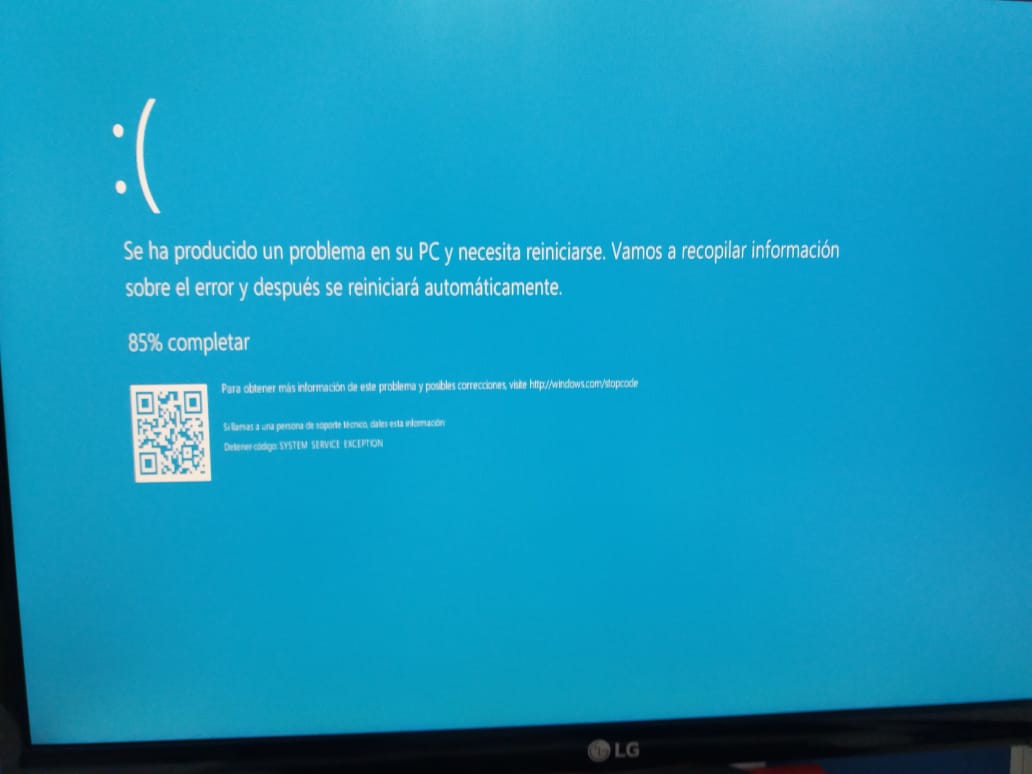 :(
Se ha producido un problema en su PC y necesita reiniciarse. Vamos a recopilar información
sobre el error y después se reiniciará automáticamente.
85% completar
Para obtener más información de este problema y posibles correcciones, visite http://windows.com/stopcode
Si llamas a una persona de soporte técnico, dales esta información
Detener código: SYSTEM SERVICE EXCEPTION
LG